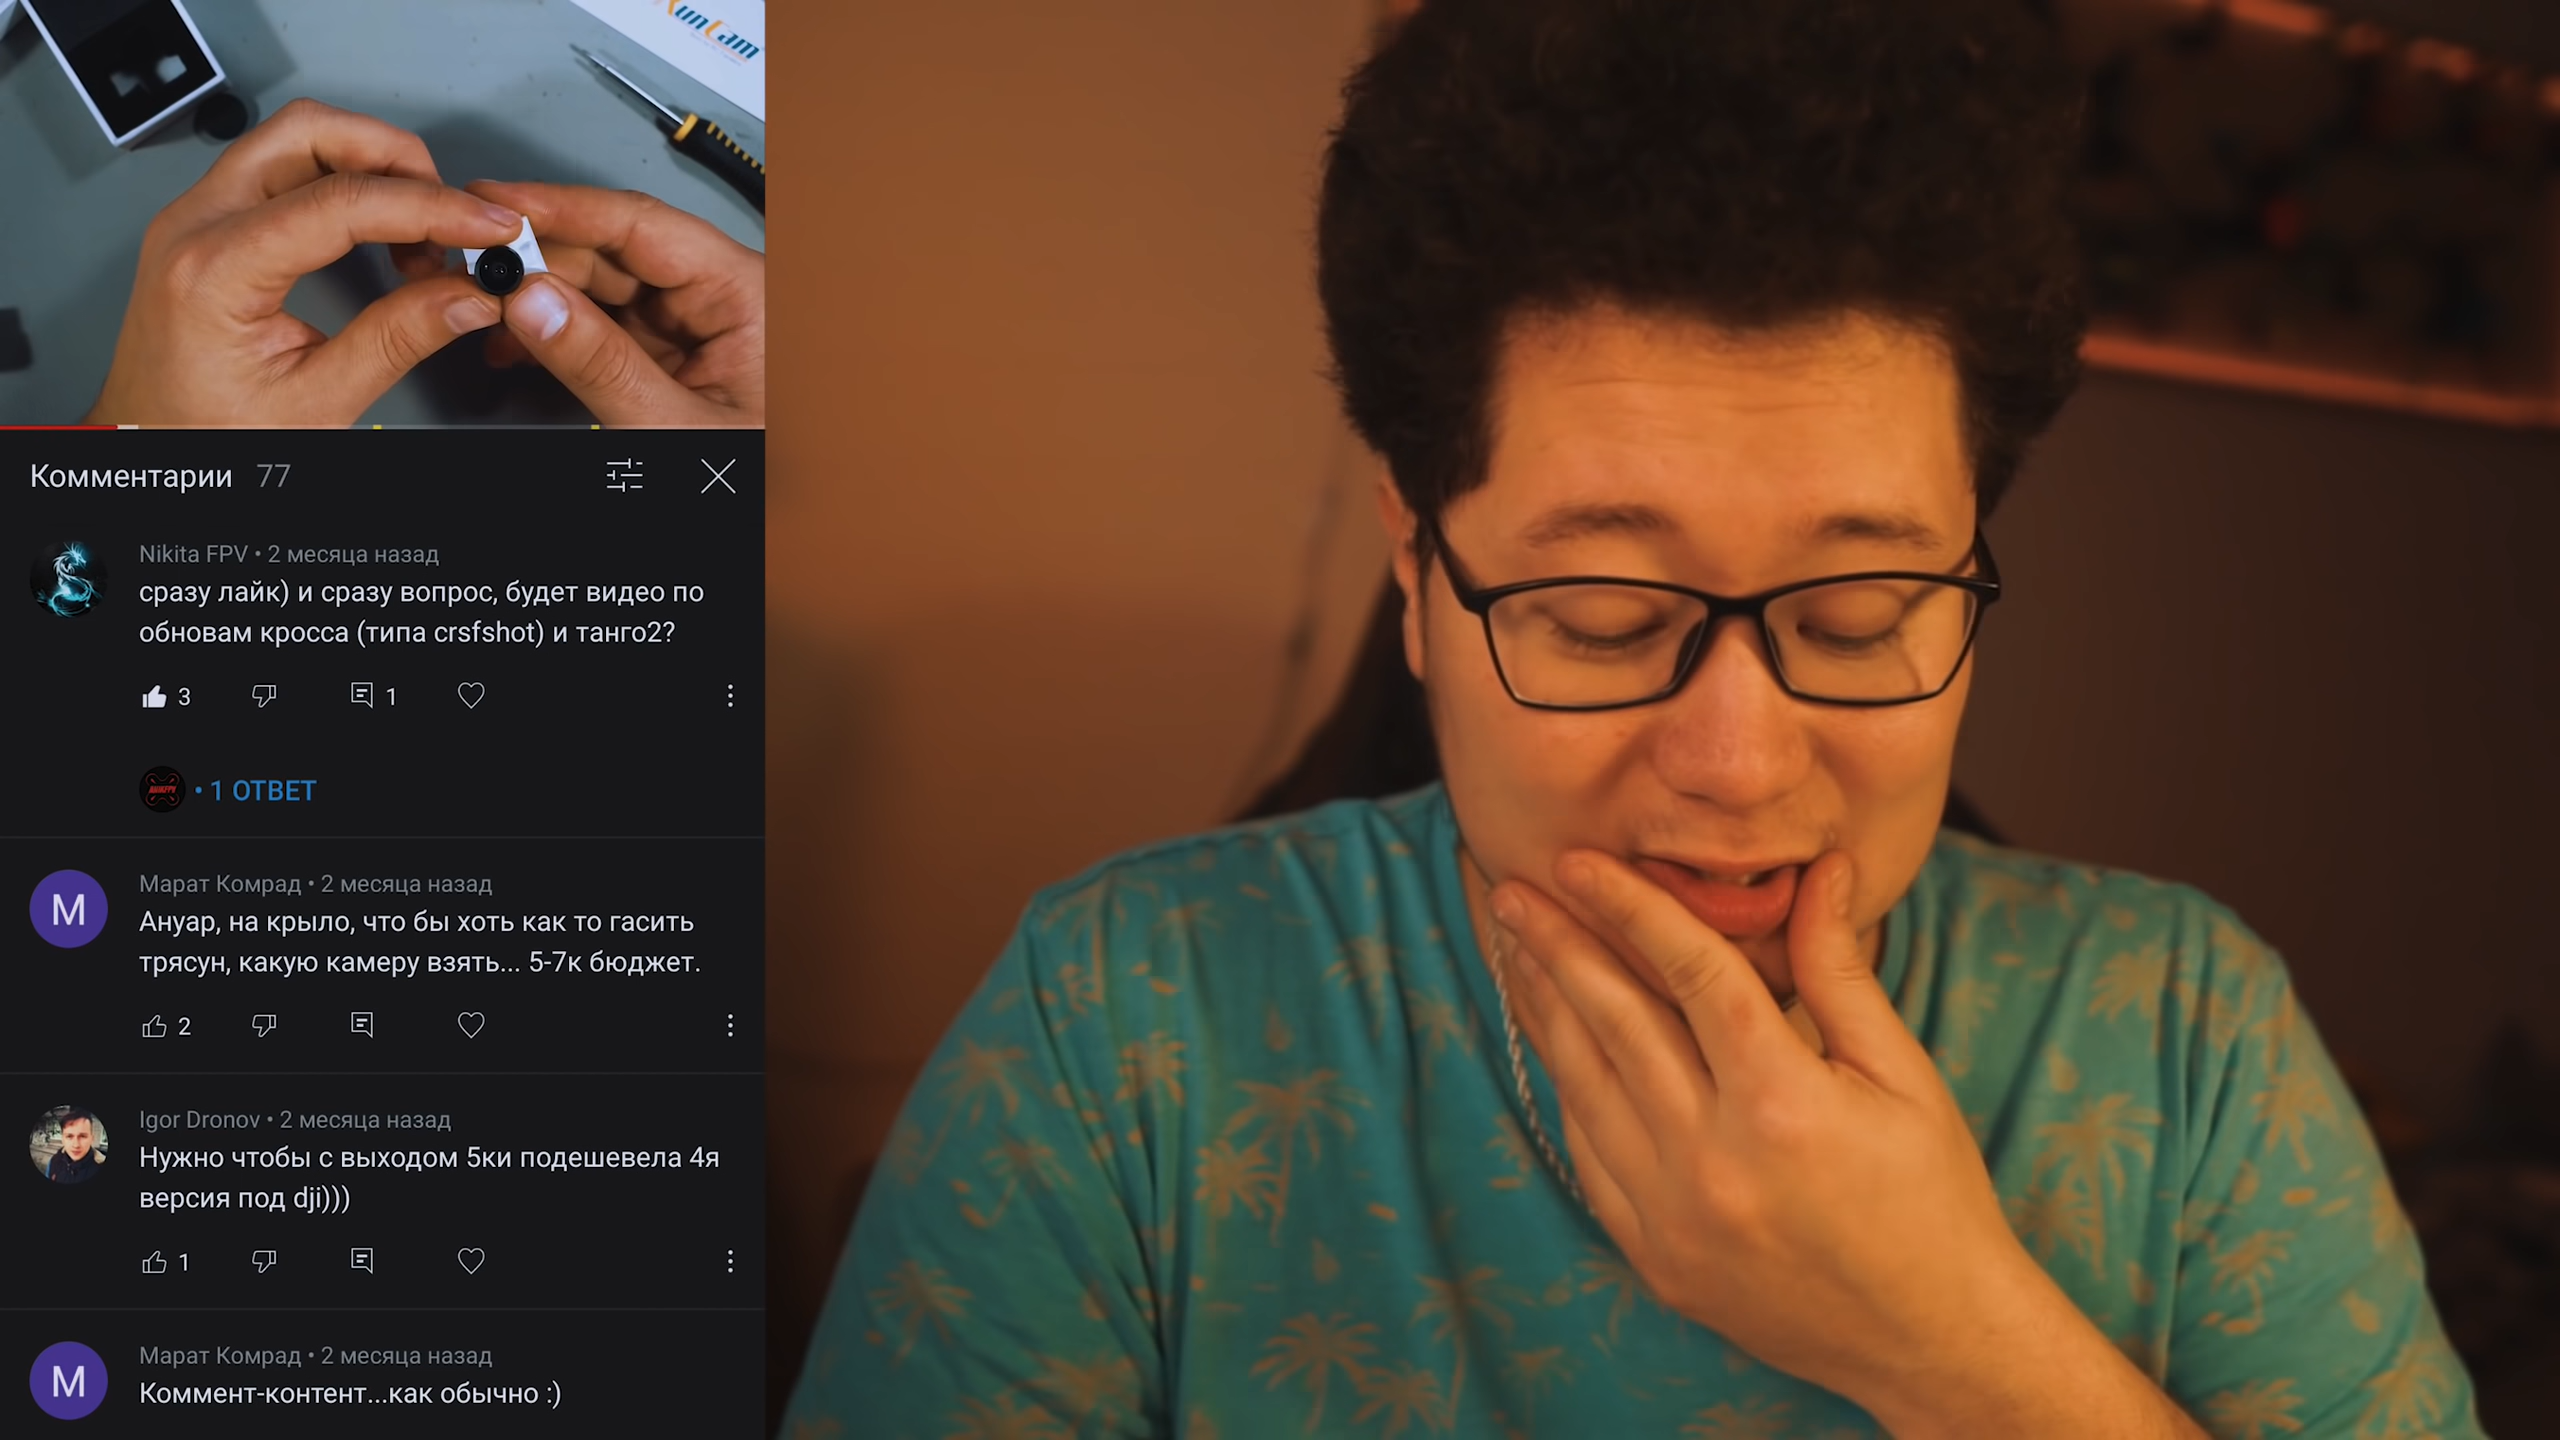 RunCam
Комментарии 77
Nikita FPV • 2 месяца назад
сразу лайк) и сразу вопрос, будет видео по
обновам кросса (типа crsfshot) и танго2?
3 1
• 1 ОТВЕТ
М
Марат Комрад • 2 месяца назад
Ануар, на крыло, что бы хоть как то гасить
трясун, какую камеру взять... 5-7к бюджет.
2
Igor Dronov • 2 месяца назад
Нужно чтобы с выходом 5ки подешевела 4я
версия под dji)))
1
М
Марат Комрад • 2 месяца назад
Коммент-контент...как обычно :)